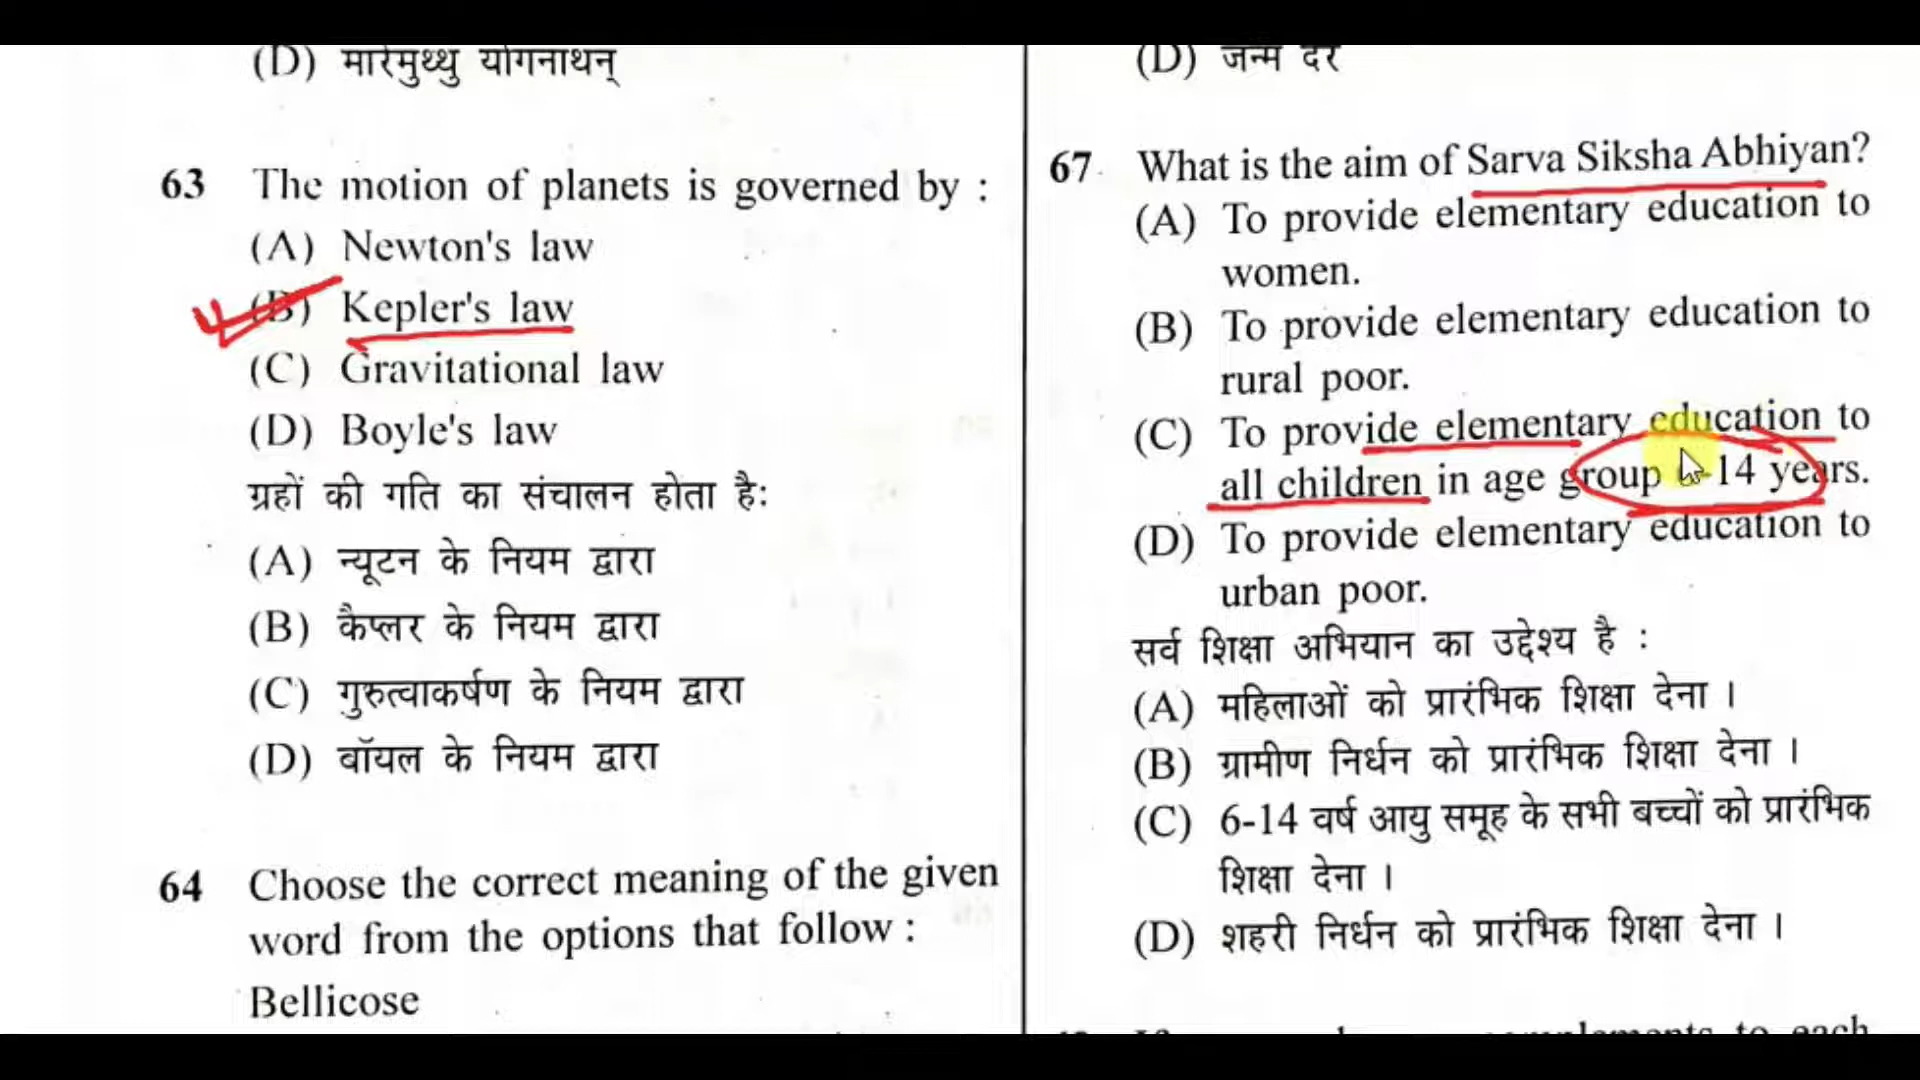 (D) मारिमुथ्थु योगनाथन्
63 The motion of planets is governed by :
(A) Newton's law
(B) Kepler's law
(C) Gravitational law
(D) Boyle's law
ग्रहों की गति का संचालन होता है:
(A) न्यूटन के नियम द्वारा
(B) कैप्लर के नियम द्वारा
(C) गुरुत्वाकर्षण के नियम द्वारा
(D) बॉयल के नियम द्वारा
64 Choose the correct meaning of the given
word from the options that follow :
Bellicose
(D) जन्म दर
67 What is the aim of Sarva Siksha Abhiyan?
(A) To provide elementary education to
women.
(B) To provide elementary education to
rural poor.
(C) To provide elementary education to
all children in age group 6-14 years.
(D) To provide elementary education to
urban poor.
सर्व शिक्षा अभियान का उद्देश्य है :
(A) महिलाओं को प्रारंभिक शिक्षा देना ।
(B) ग्रामीण निर्धन को प्रारंभिक शिक्षा देना ।
(C) 6-14 वर्ष आयु समूह के सभी बच्चों को प्रारंभिक
शिक्षा देना ।
(D) शहरी निर्धन को प्रारंभिक शिक्षा देना ।
to each